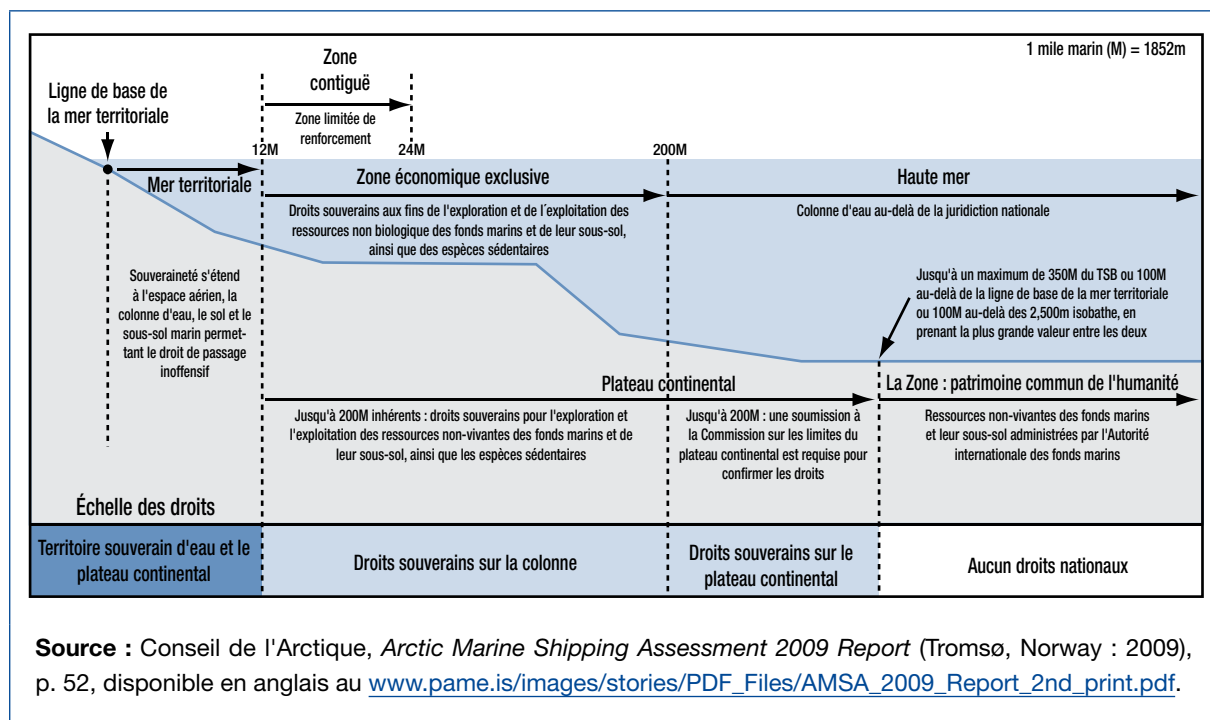 1 mile marin (M) = 1852m
Zone
contiguë
Zone limitée de
renforcement
Ligne de base de
la mer territoriale
12M
24M
200M
Mer territoriale
Zone économique exclusive
Haute mer
Droits souverains aux fins de l'exploration et de l´exploitation des
ressources non biologique des fonds marins et de leur sous-sol,
ainsi que des espèces sédentaires
Colonne d'eau au-delà de la juridiction nationale
Souveraineté s'étend
à l'espace aérien, la
colonne d'eau, le sol et le
sous-sol marin permet-
tant le droit de passage
inoffensif
Jusqu'à un maximum de 350M du TSB ou 100M
au-delà de la ligne de base de la mer territoriale
ou 100M au-delà des 2,500m isobathe, en
prenant la plus grande valeur entre les deux
Plateau continental
La Zone : patrimoine commun de l'humanité
Jusqu'à 200M inhérents : droits souverains pour l'exploration et
l'exploitation des ressources non-vivantes des fonds marins et de
leur sous-sol, ainsi que les espèces sédentaires
Jusqu'à 200M : une soumission à
la Commission sur les limites du
plateau continental est requise pour
confirmer les droits
Ressources non-vivantes des fonds marins
et leur sous-sol administrées par l'Autorité
internationale des fonds marins
Échelle des droits
Territoire souverain d'eau et le
plateau continental
Droits souverains sur la colonne
Droits souverains sur le
plateau continental
Aucun droits nationaux
Source : Conseil de l'Arctique, Arctic Marine Shipping Assessment 2009 Report (Tromsø, Norway : 2009),
p. 52, disponible en anglais au www.pame.is/images/stories/PDF_Files/AMSA_2009_Report_2nd_print.pdf.